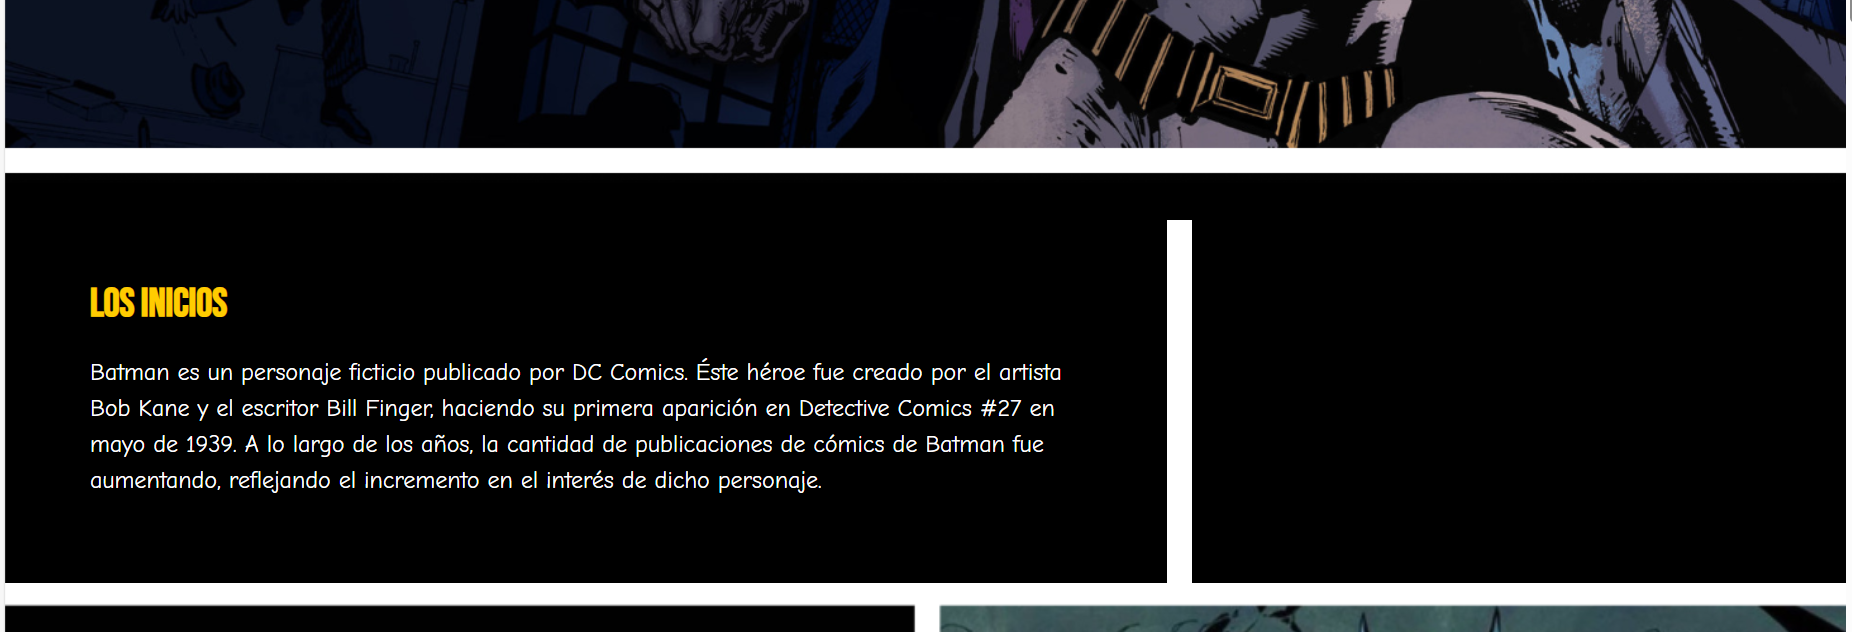 LOS INICIOS
Batman es un personaje ficticio publicado por DC Comics. Éste héroe fue creado por el artista
Bob Kane y el escritor Bill Finger, haciendo su primera aparición en Detective Comics #27 en
mayo de 1939. A lo largo de los años, la cantidad de publicaciones de cómics de Batman fue
aumentando, reflejando el incremento en el interés de dicho personaje.